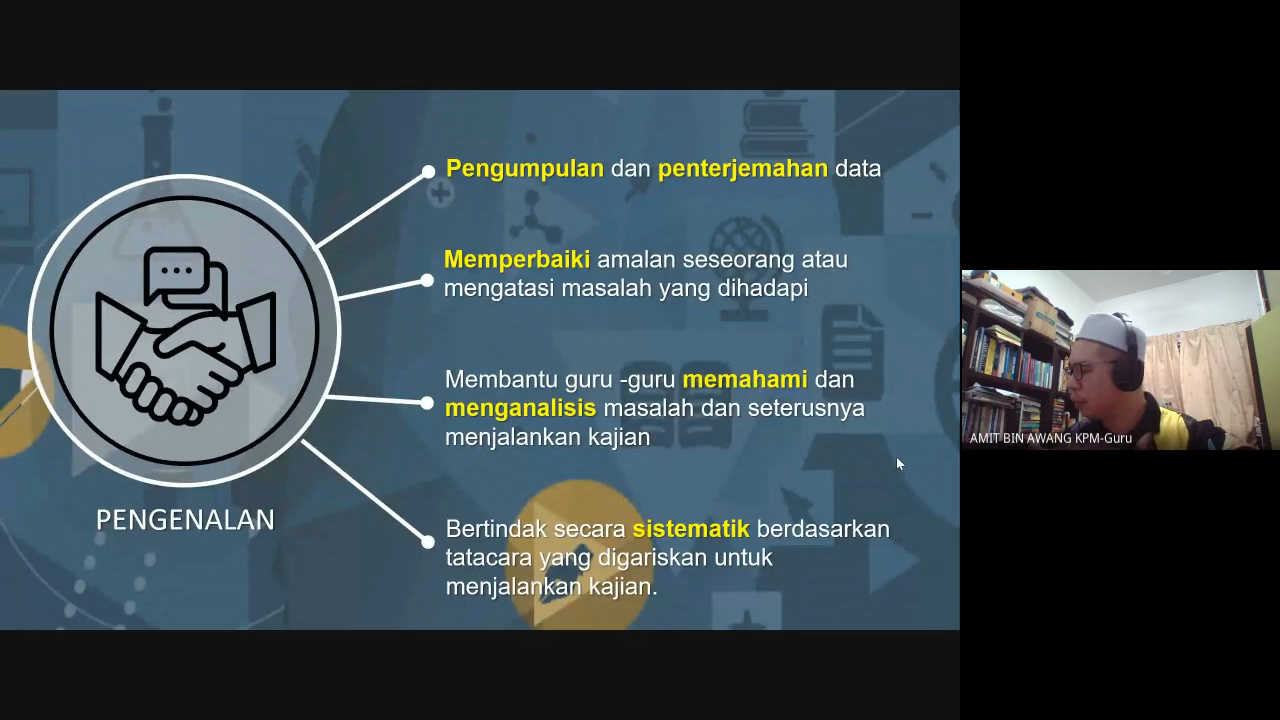 Pengumpulan dan penterjemahan data
Memperbaiki amalan seseorang atau
mengatasi masalah yang dihadapi
Membantu guru -guru memahami dan
menganalisis masalah dan seterusnya
menjalankan kajian
Bertindak secara sistematik berdasarkan
tatacara yang digariskan untuk
menjalankan kajian.
PENGENALAN
AMIT BIN AWANG KPM-Guru